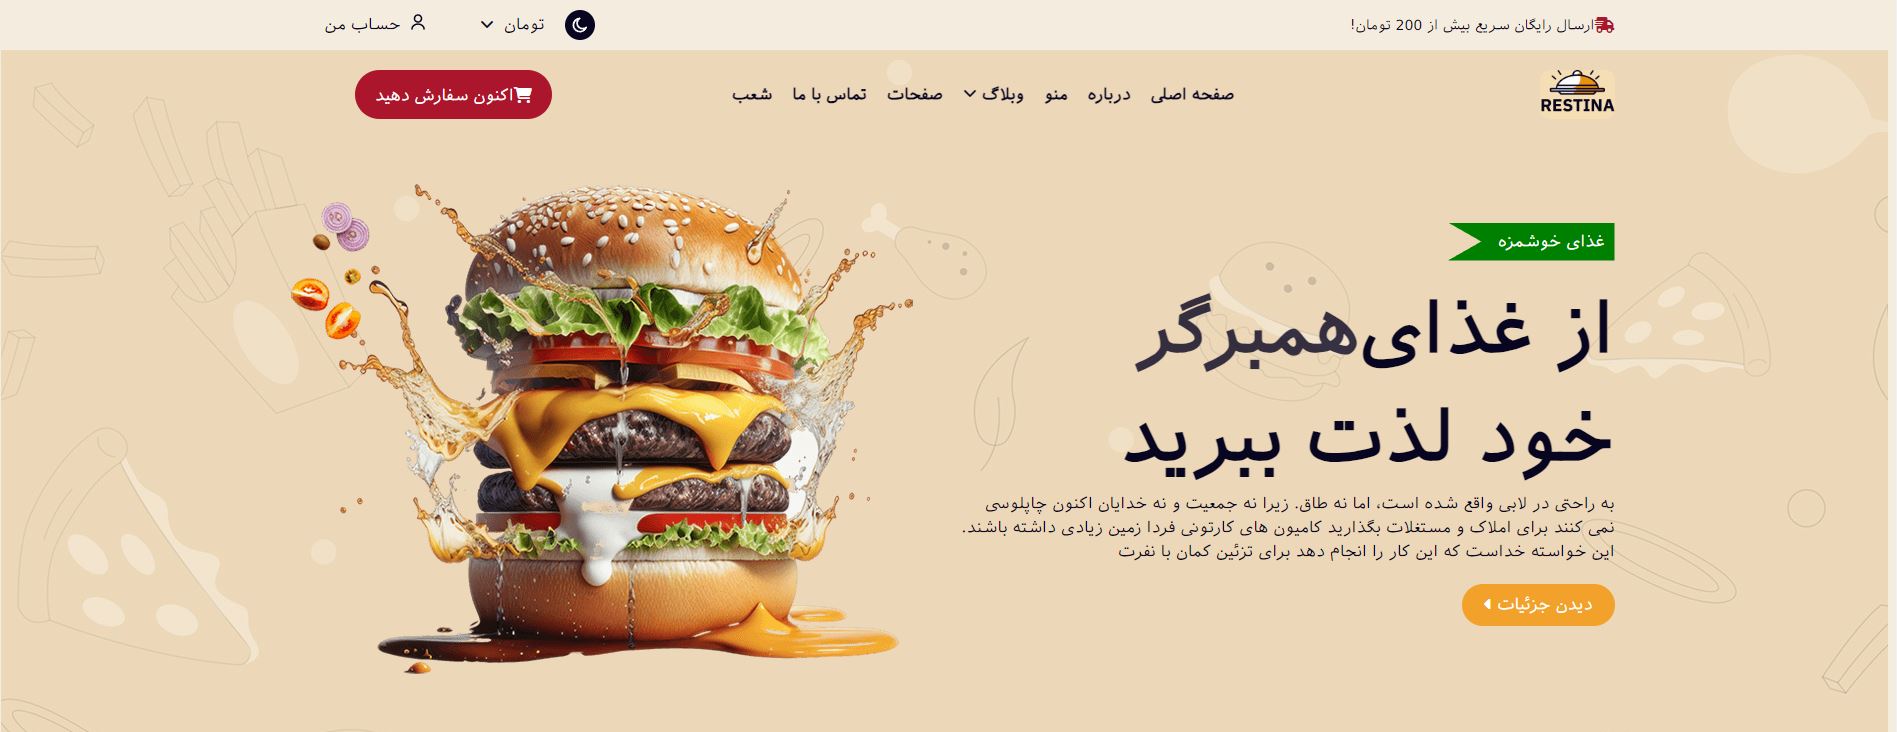 ارسال رایگان سریع بیش از 200 تومان!
تومان
حساب من
RESTINA
صفحه اصلی
درباره
منو
وبلاگ
صفحات
تماس با ما
شعب
اکنون سفارش دهید
غذای خوشمزه
از غذای‌همبرگر
خود لذت ببرید
به راحتی در لابی واقع شده است، اما نه طاق. زیرا نه جمعیت و نه خدایان اکنون چاپلوسی
نمی کنند برای املاک و مستغلات بگذارید کامیون های کارتونی فردا زمین زیادی داشته باشند.
این خواسته خداست که این کار را انجام دهد برای تزئین کمان با نفرت
دیدن جزئیات